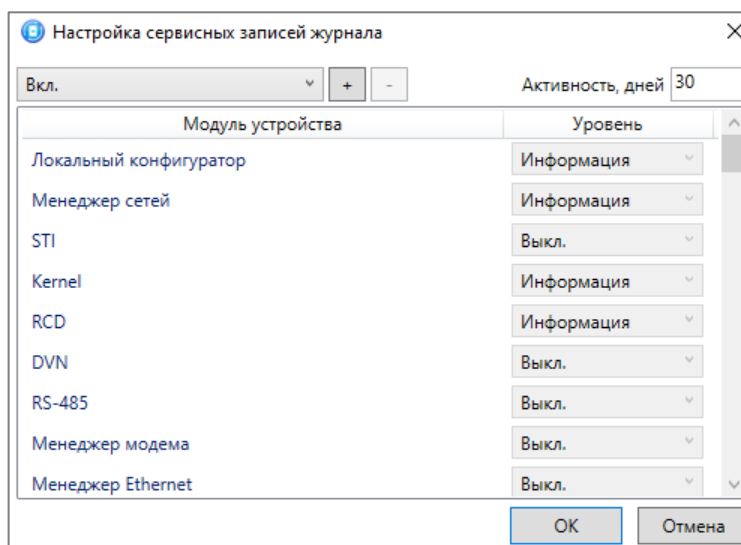 Настройка сервисных записей журнала
Вкл. + - Активность, дней 30
Модуль устройства Уровень
Локальный конфигуратор Информация
Менеджер сетей Информация
STI Выкл.
Kernel Информация
RCD Информация
DVN Выкл.
RS-485 Выкл.
Менеджер модема Выкл.
Менеджер Ethernet Выкл.
OK Отмена